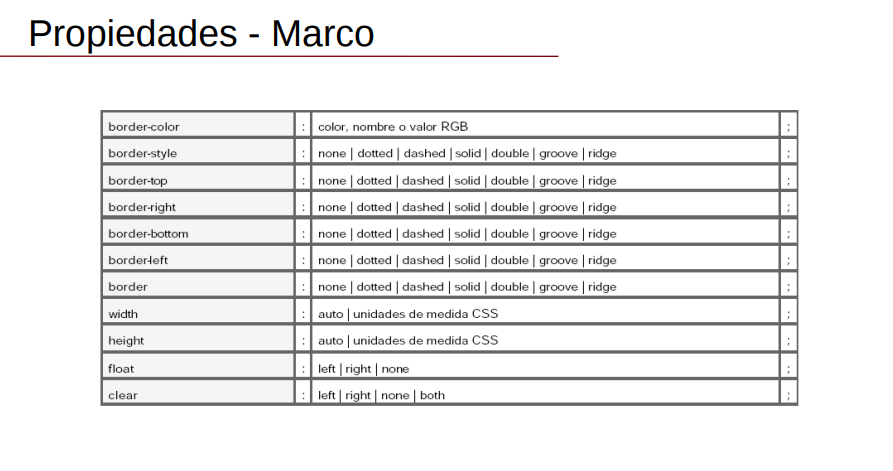 Propiedades - Marco
border-color : color, nombre o valor RGB ;
border-style : none | dotted | dashed | solid | double | groove | ridge ;
border-top : none | dotted | dashed | solid | double | groove | ridge ;
border-right : none | dotted | dashed | solid | double | groove | ridge ;
border-bottom : none | dotted | dashed | solid | double | groove | ridge ;
border-left : none | dotted | dashed | solid | double | groove | ridge ;
border : none | dotted | dashed | solid | double | groove | ridge ;
width : auto | unidades de medida CSS ;
height : auto | unidades de medida CSS ;
float : left | right | none ;
clear : left | right | none | both ;